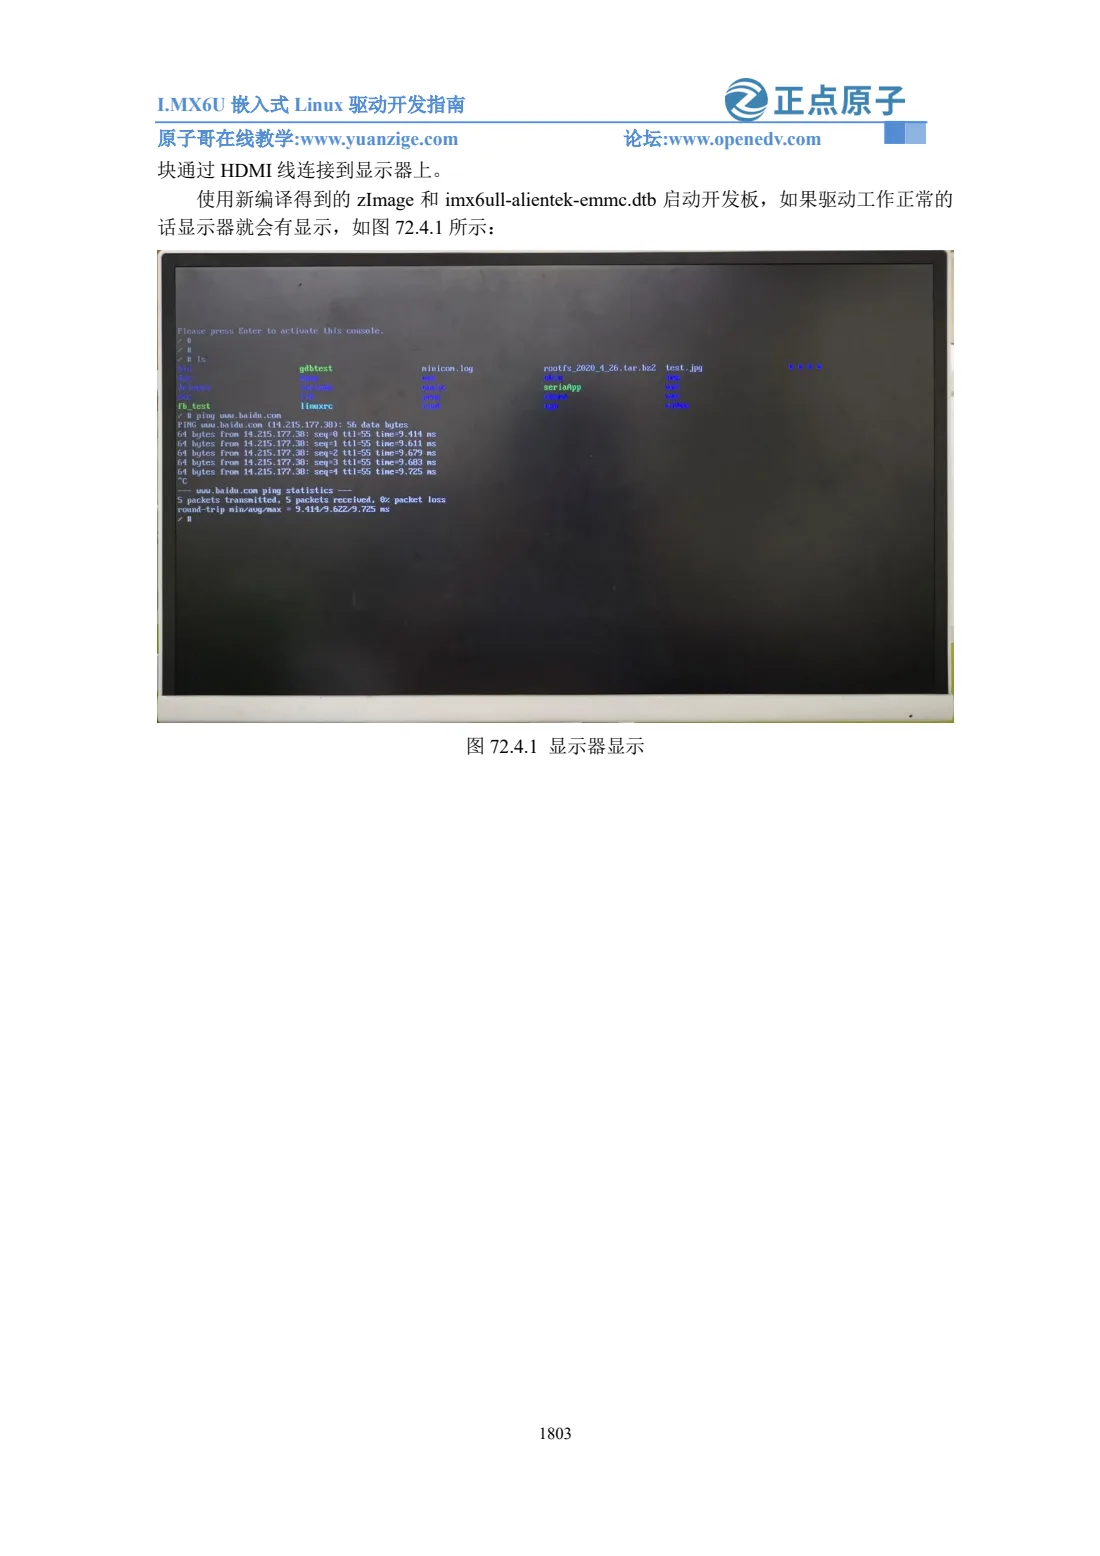 I.MX6U 嵌入式 Linux 驱动开发指南
正点原子
原子哥在线教学:www.yuanzige.com 论坛:www.openedv.com
块通过 HDMI 线连接到显示器上。
使用新编译得到的 zImage 和 imx6ull-alientek-emmc.dtb 启动开发板，如果驱动工作正常的
话显示器就会有显示，如图 72.4.1 所示：
Please press Enter to activate this console.
/ #
/ #
/ # ls
gdbtest minicom.log rootfs_2020_4_26.tar.bz2 test.jpg
seriaApp
fb_test linuxrc
/ # ping www.baidu.com
PING www.baidu.com (14.215.177.38): 56 data bytes
64 bytes from 14.215.177.38: seq=0 ttl=55 time=9.414 ms
64 bytes from 14.215.177.38: seq=1 ttl=55 time=9.611 ms
64 bytes from 14.215.177.38: seq=2 ttl=55 time=9.679 ms
64 bytes from 14.215.177.38: seq=3 ttl=55 time=9.683 ms
64 bytes from 14.215.177.38: seq=4 ttl=55 time=9.725 ms
^C
--- www.baidu.com ping statistics ---
5 packets transmitted, 5 packets received, 0% packet loss
round-trip min/avg/max = 9.414/9.622/9.725 ms
/ #
图 72.4.1 显示器显示
1803